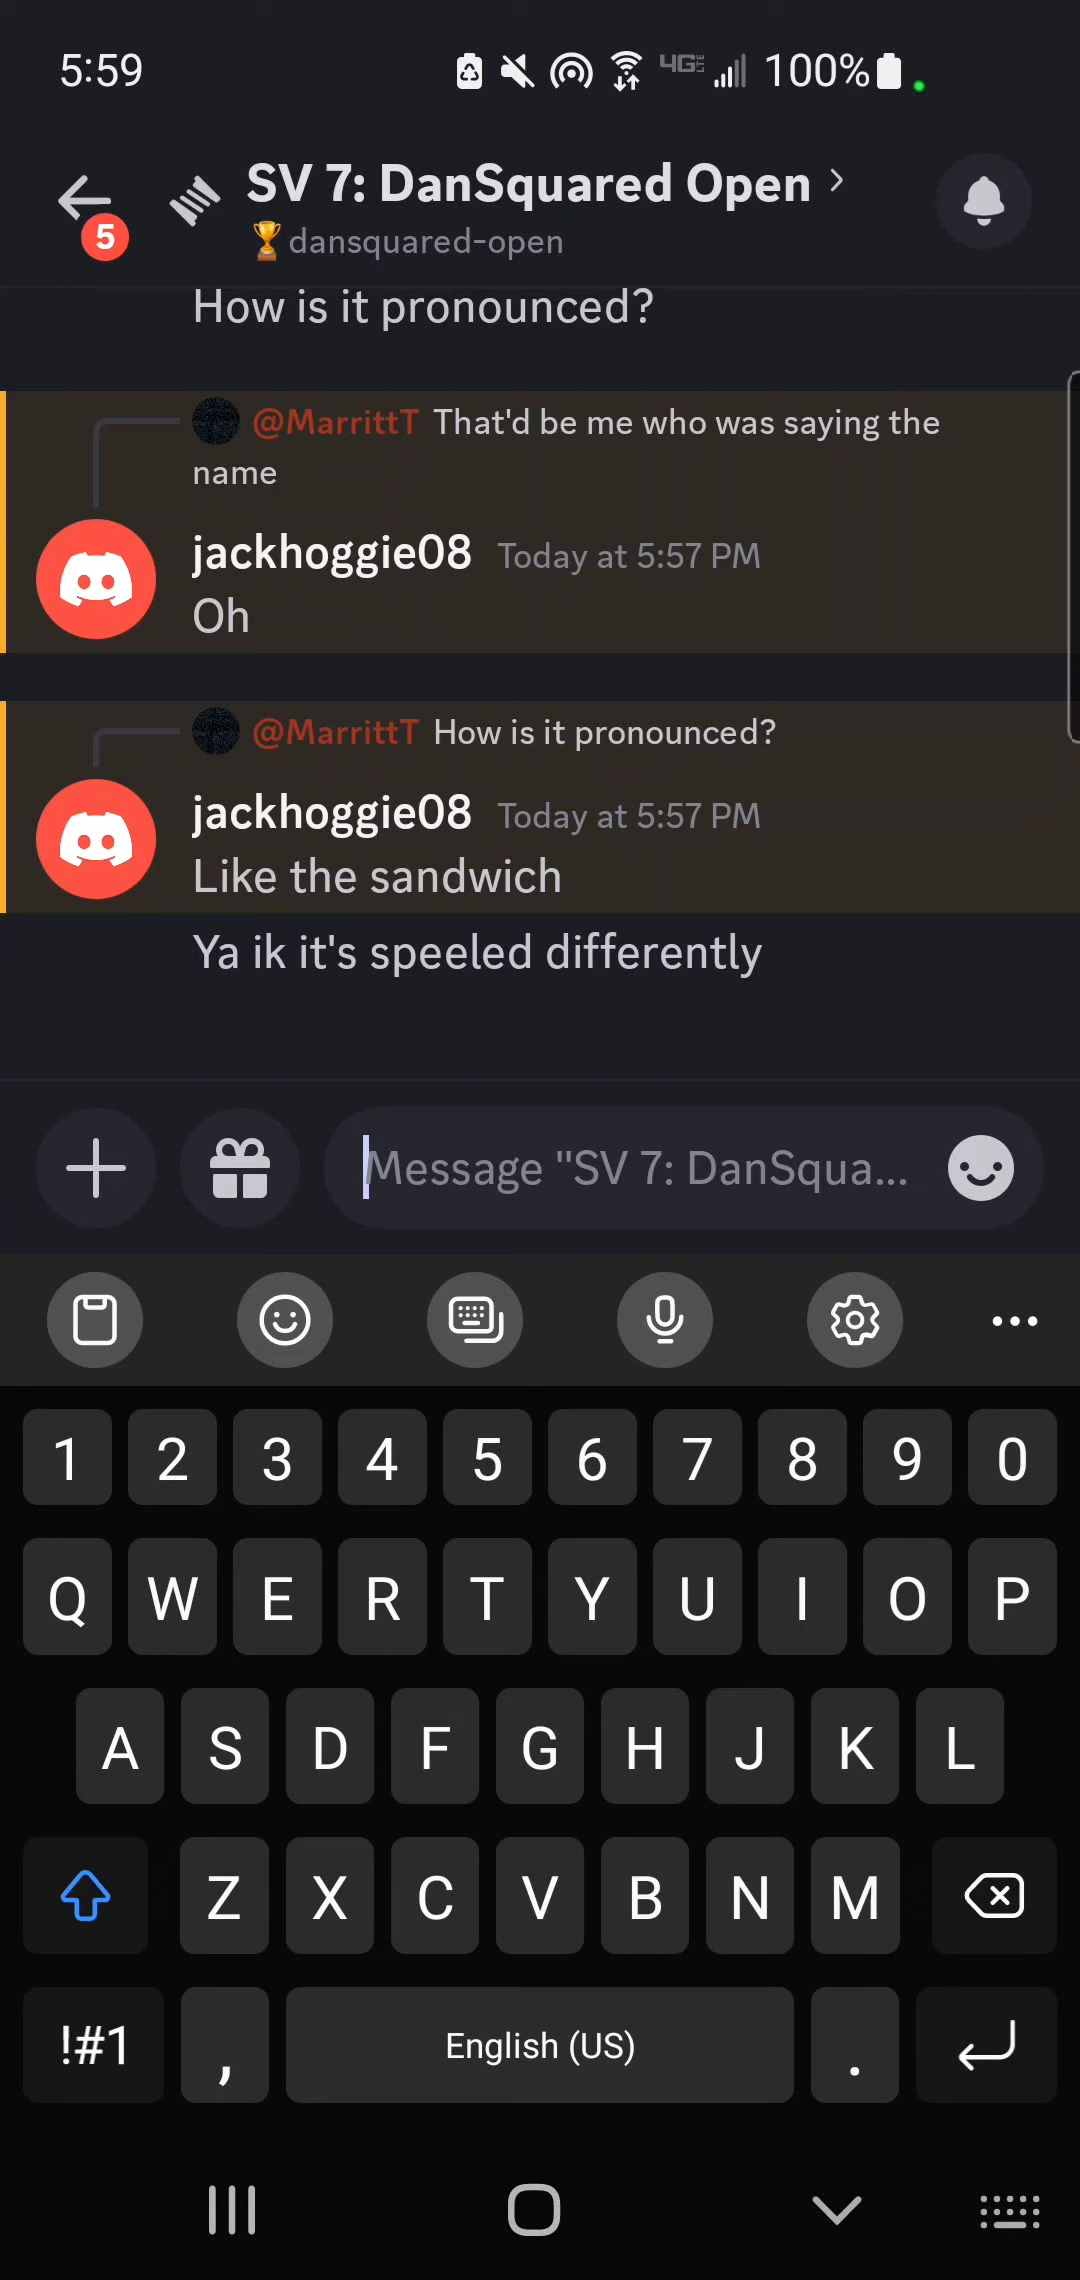 5:59
4G LTE 100%
SV 7: DanSquared Open
5
🏆dansquared-open
How is it pronounced?
@MarrittT That'd be me who was saying the
name
jackhoggie08 Today at 5:57 PM
Oh
@MarrittT How is it pronounced?
jackhoggie08 Today at 5:57 PM
Like the sandwich
Ya ik it's speeled differently
Message "SV 7: DanSqua...
1 2 3 4 5 6 7 8 9 0
Q W E R T Y U I O P
A S D F G H J K L
Z X C V B N M
!#1 , English (US) .